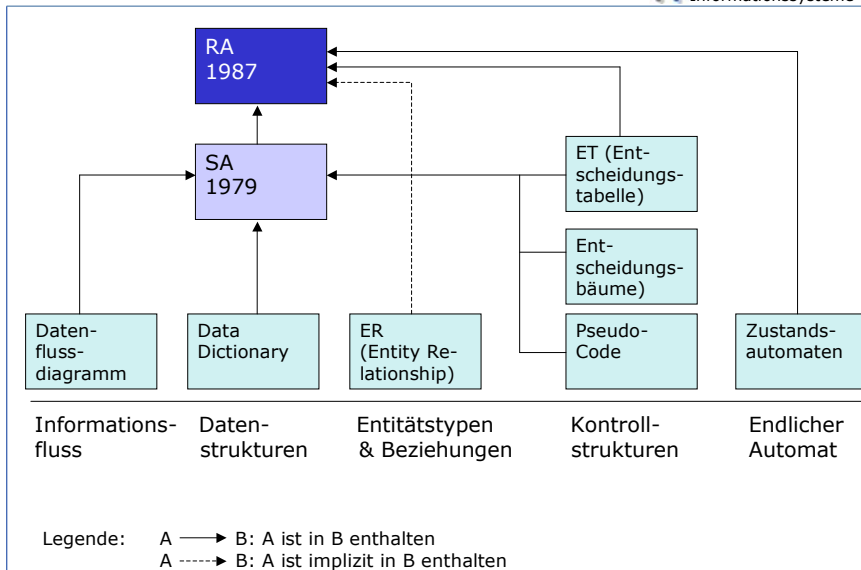 Informationssysteme
RA
1987
SA
1979
ET (Ent-
scheidungs-
tabelle)
Ent-
scheidungs-
bäume)
Daten-
fluss-
diagramm
Data
Dictionary
ER
(Entity Re-
lationship)
Pseudo-
Code
Zustands-
automaten
Informations-
fluss
Daten-
strukturen
Entitätstypen
& Beziehungen
Kontroll-
strukturen
Endlicher
Automat
Legende: A B: A ist in B enthalten
A B: A ist implizit in B enthalten